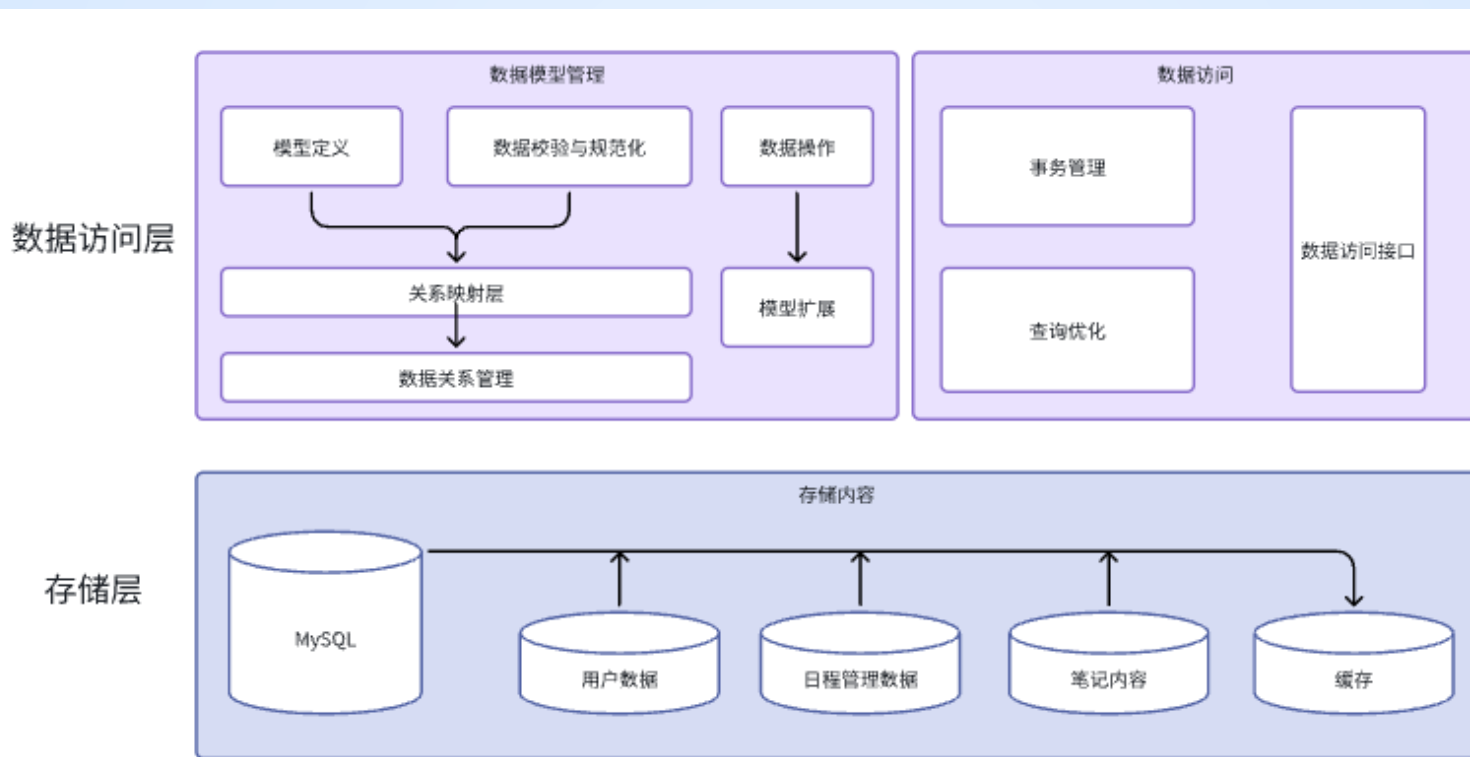 数据访问层
数据模型管理
模型定义
数据校验与规范化
数据操作
关系映射层
模型扩展
数据关系管理
数据访问
事务管理
查询优化
数据访问接口
存储层
存储内容
MySQL
用户数据
日程管理数据
笔记内容
缓存